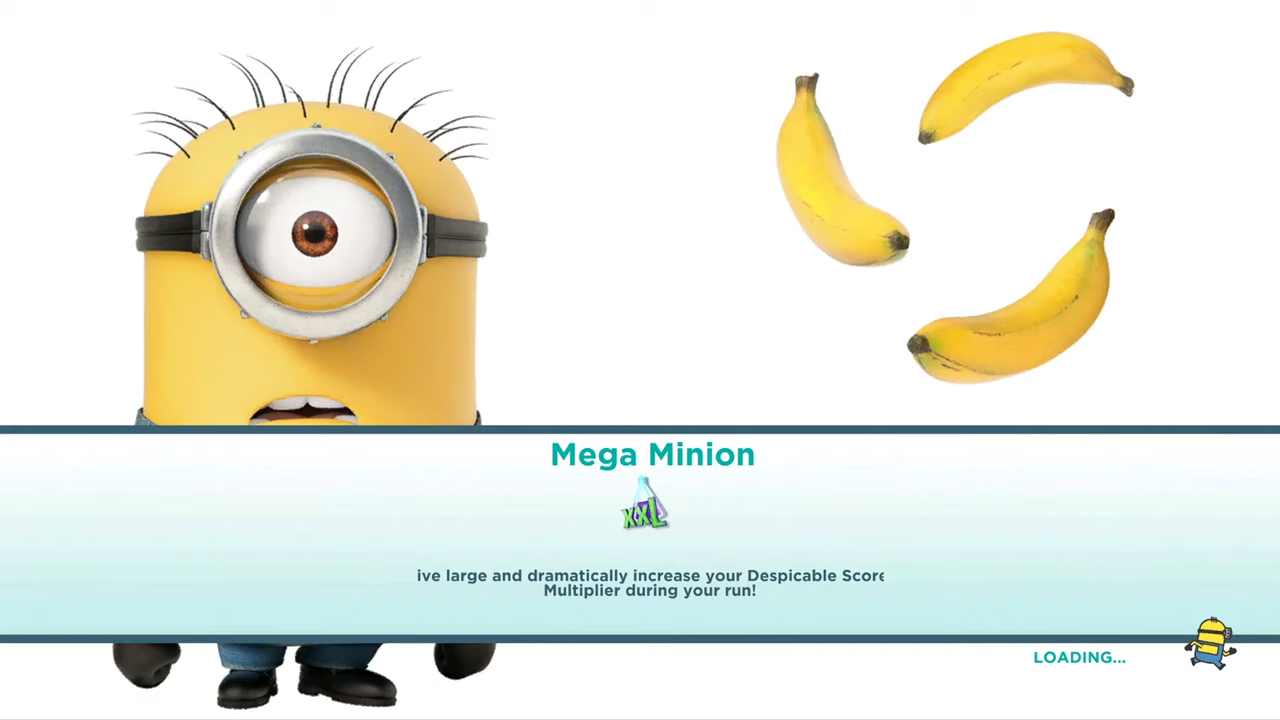 Mega Minion
XXL
ive large and dramatically increase your Despicable Score
Multiplier during your run!
LOADING...